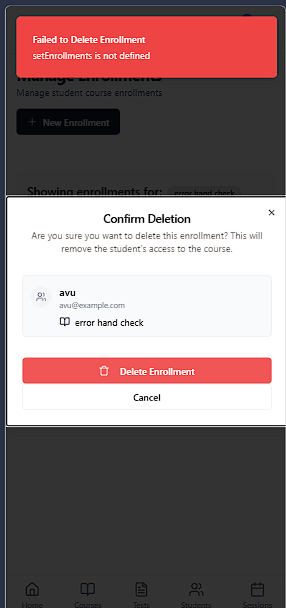 Failed to Delete Enrollment
setEnrollments is not defined
Manage Enrollments
Manage student course enrollments
+ New Enrollment
Showing enrollments for: error hand check
Confirm Deletion
Are you sure you want to delete this enrollment? This will
remove the student's access to the course.
avu
avu@example.com
error hand check
Delete Enrollment
Cancel
Home Courses Tests Students Sessions